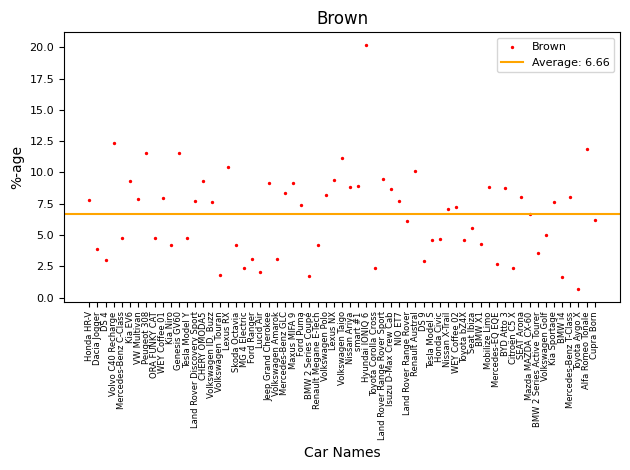 Brown
Brown
Average: 6.66
%-age
20.0
17.5
15.0
12.5
10.0
7.5
5.0
2.5
0.0
Honda HR-V
Dacia Jogger
DS 4
Volvo C40 Recharge
Mercedes-Benz C-Class
Kia EV6
VW Multivan
Peugeot 308
ORA FUNKY CAT
WEY Coffee 01
Kia Niro
Genesis GV60
Tesla Model Y
Land Rover Discovery Sport
CHERY OMODA5
Volkswagen ID. Buzz
Volkswagen Touran
Lexus RX
Skoda Octavia
MG 4 Electric
Ford Ranger
Lucid Air
Jeep Grand Cherokee
Volkswagen Amarok
Mercedes-Benz GLC
Maxus MIFA 9
Ford Puma
BMW 2 Series Coupe
Renault Megane E-Tech
Volkswagen Polo
Lexus NX
Volkswagen Taigo
Nissan Ariya
smart #1
Hyundai IONIQ 6
Toyota Corolla Cross
Land Rover Range Rover Sport
Isuzu D-Max Crew Cab
NIO ET7
Land Rover Range Rover
Renault Austral
DS 9
Tesla Model S
Honda Civic
Nissan X-Trail
WEY Coffee 02
Toyota bZ4X
Seat Ibiza
BMW X1
Mobilize Limo
Mercedes-EQ EQE
BYD Atto 3
Citroen C5 X
SEAT Arona
Mazda MAZDA CX-60
BMW 2 Series Active Tourer
Volkswagen Golf
Kia Sportage
BMW i4
Mercedes-Benz T-Class
Toyota Aygo X
Alfa Romeo Tonale
Cupra Born
Car Names